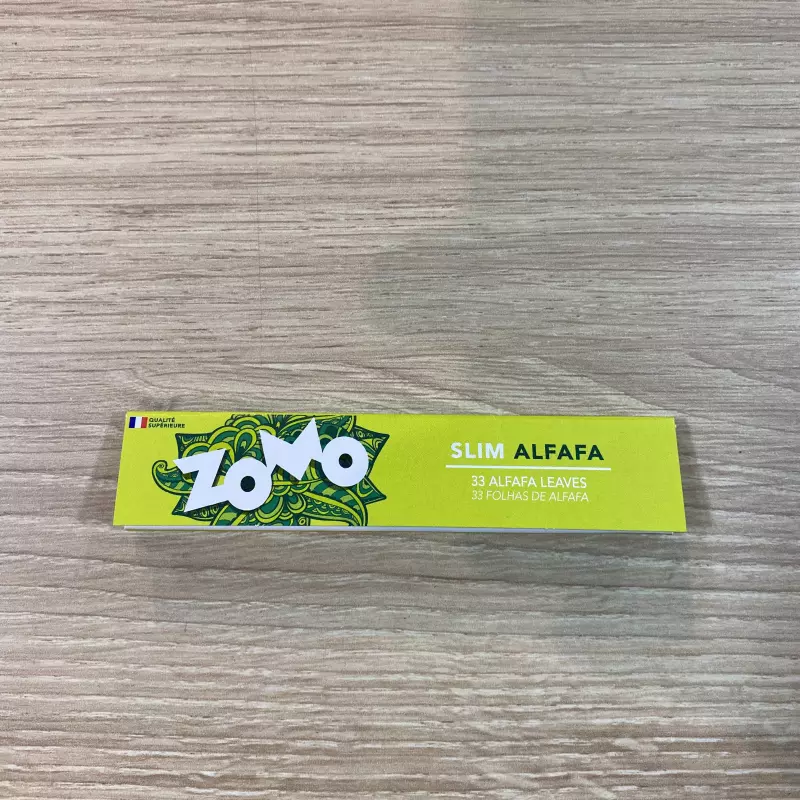 QUALITÉ
SUPÉRIEURE
ZOMO
SLIM ALFAFA
33 ALFAFA LEAVES
33 FOLHAS DE ALFAFA